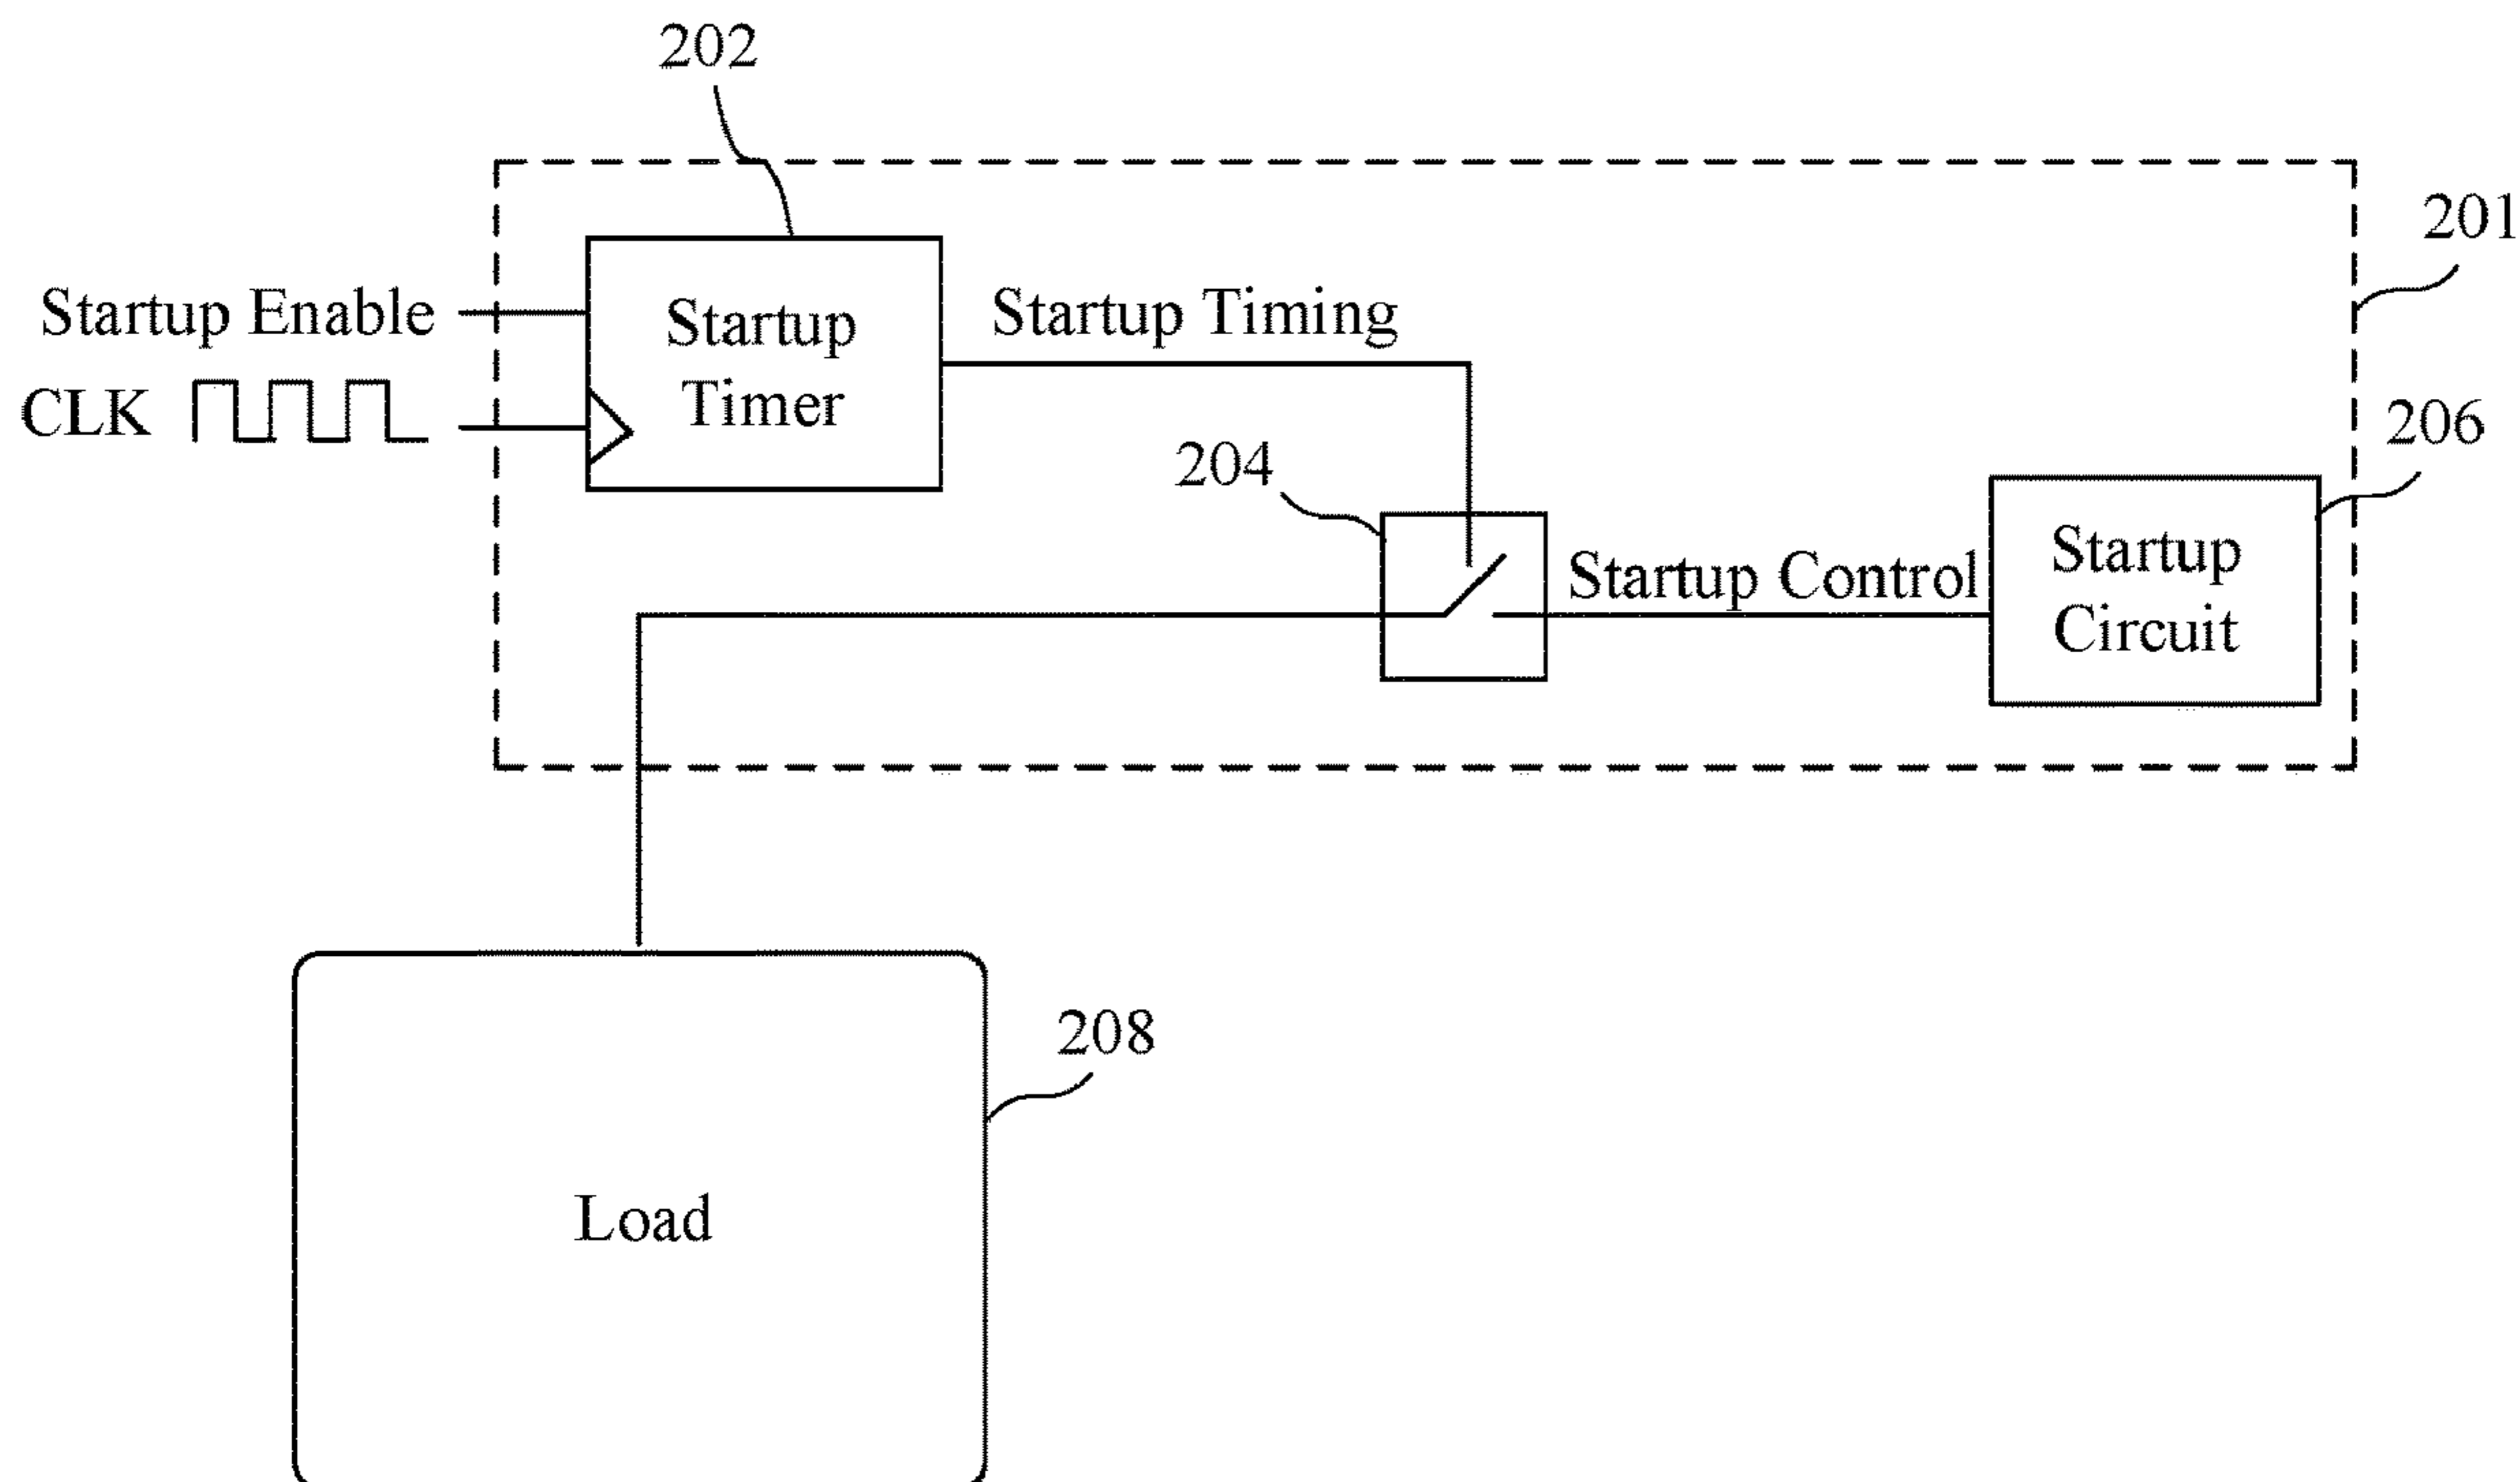 202
201
Startup Enable
Startup Timing
Startup
Timer
CLK
206
204
Startup Control
Startup
Circuit
208
Load